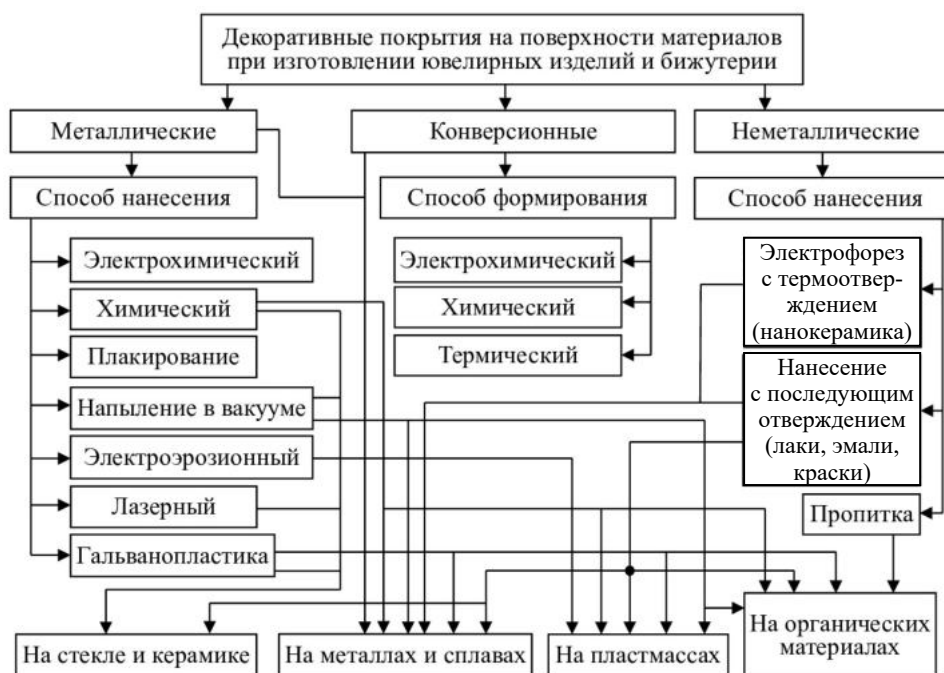 Декоративные покрытия на поверхности материалов
при изготовлении ювелирных изделий и бижутерии
Металлические
Конверсионные
Неметаллические
Способ нанесения
Способ формирования
Способ нанесения
Электрохимический
Химический
Плакирование
Напыление в вакууме
Электроэрозионный
Лазерный
Гальванопластика
Электрохимический
Химический
Термический
Электрофорез
с термоотвер-
ждением
(нанокерамика)
Нанесение
с последующим
отверждением
(лаки, эмали,
краски)
Пропитка
На стекле и керамике
На металлах и сплавах
На пластмассах
На органических
материалах